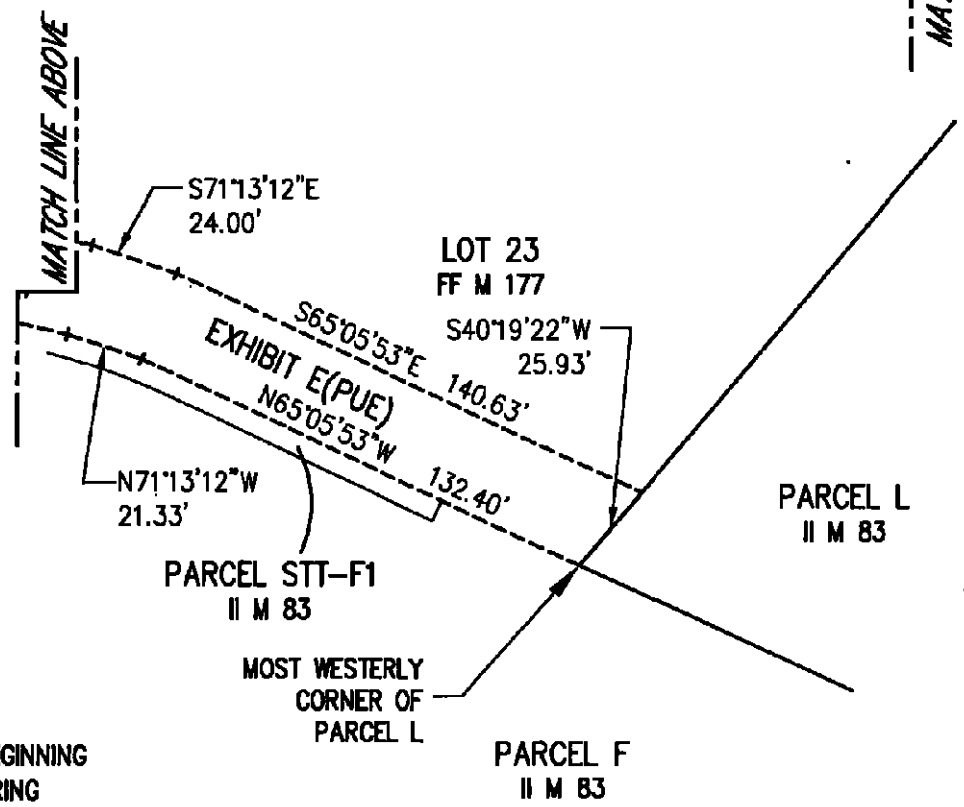 MATCH LINE ABOVE
MA
S71°13'12"E
24.00'
LOT 23
FF M 177
S40°19'22"W
25.93'
S65°05'53"E 140.63'
EXHIBIT E(PUE)
N65°05'53"W 132.40'
N71°13'12"W
21.33'
PARCEL L
II M 83
PARCEL STT-F1
II M 83
MOST WESTERLY
CORNER OF
PARCEL L
GINNING
RING
PARCEL F
II M 83